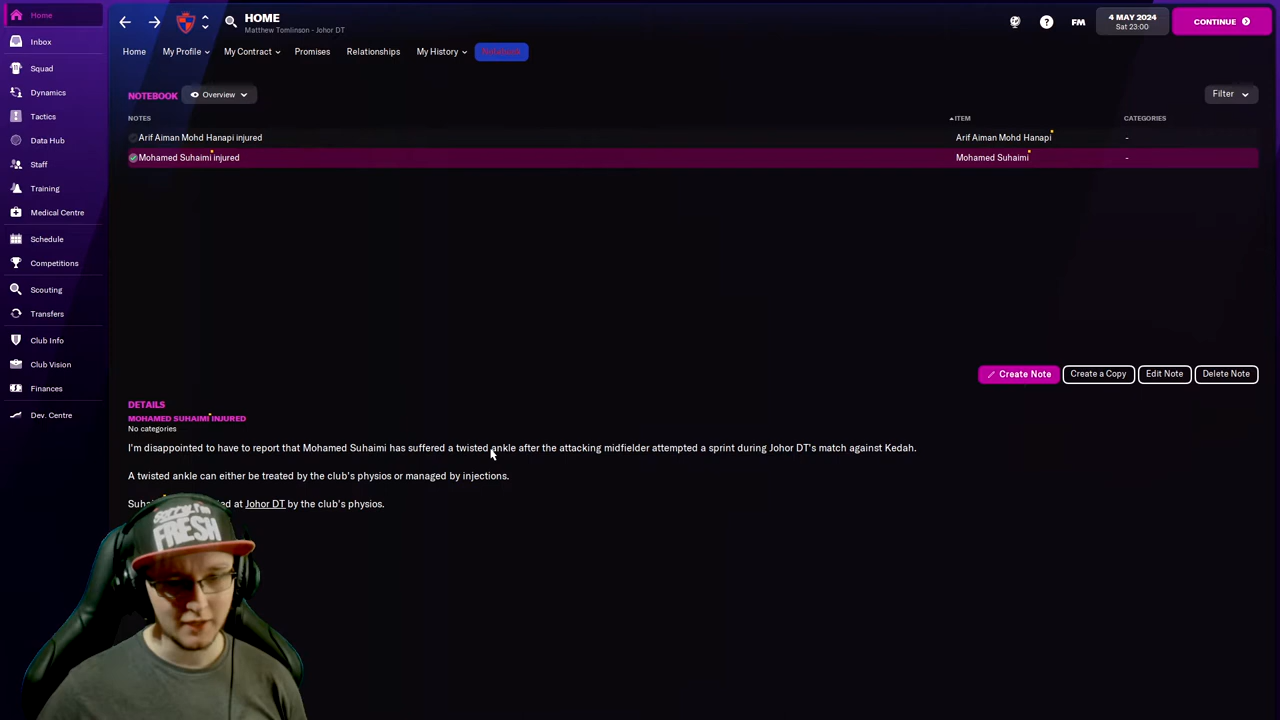 Home
HOME
Matthew Tomlinson - Johor DT
FM
4 MAY 2024
Sat 23:00
CONTINUE
Inbox
Squad
Dynamics
Tactics
Data Hub
Staff
Training
Medical Centre
Schedule
Competitions
Scouting
Transfers
Club Info
Club Vision
Finances
Dev. Centre
Home
My Profile
My Contract
Promises
Relationships
My History
Notebook
NOTEBOOK
Overview
Filter
NOTES
ITEM
CATEGORIES
Arif Aiman Mohd Hanapi injured
Arif Aiman Mohd Hanapi
-
Mohamed Suhaimi injured
Mohamed Suhaimi
-
Create Note
Create a Copy
Edit Note
Delete Note
DETAILS
MOHAMED SUHAIMI INJURED
No categories
I'm disappointed to have to report that Mohamed Suhaimi has suffered a twisted ankle after the attacking midfielder attempted a sprint during Johor DT's match against Kedah.
A twisted ankle can either be treated by the club's physios or managed by injections.
at Johor DT by the club's physios.
FRESH